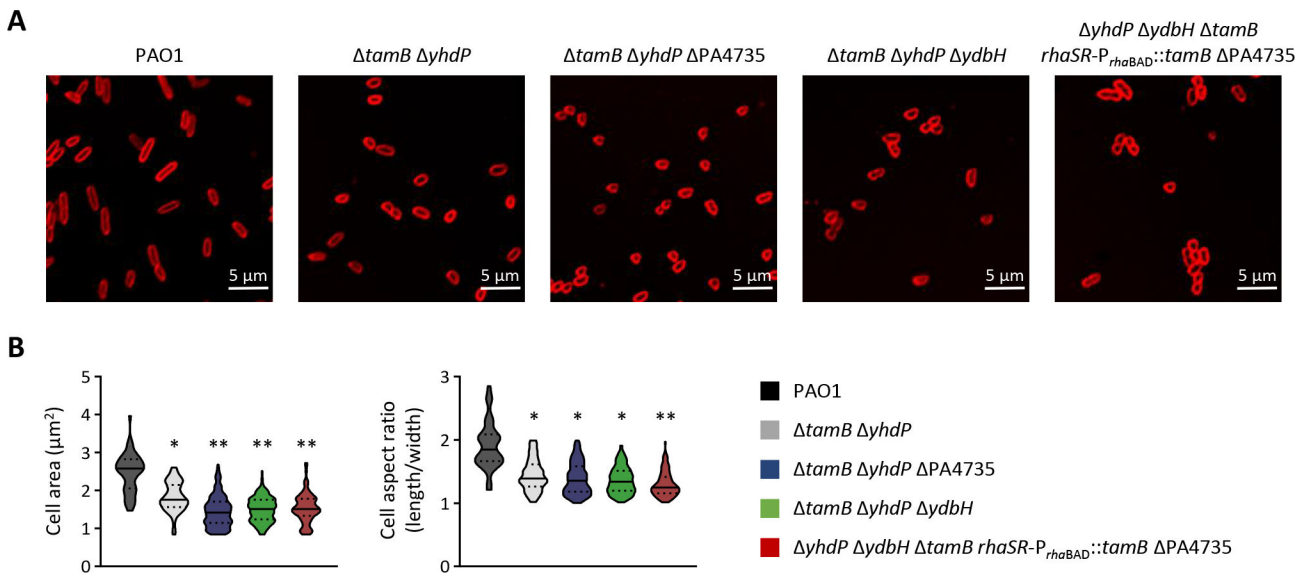 A
PAO1
ΔtamB ΔyhdP
ΔtamB ΔyhdP ΔPA4735
ΔtamB ΔyhdP ΔydbH
ΔyhdP ΔydbH ΔtamB
rhaSR-PrhaBAD::tamB ΔPA4735
5 µm
5 µm
5 µm
5 µm
5 µm
B
Cell area (µm²)
5
4
3
2
1
0
*
**
**
**
Cell aspect ratio
(length/width)
3
2
1
0
*
*
*
**
PAO1
ΔtamB ΔyhdP
ΔtamB ΔyhdP ΔPA4735
ΔtamB ΔyhdP ΔydbH
ΔyhdP ΔydbH ΔtamB rhaSR-PrhaBAD::tamB ΔPA4735